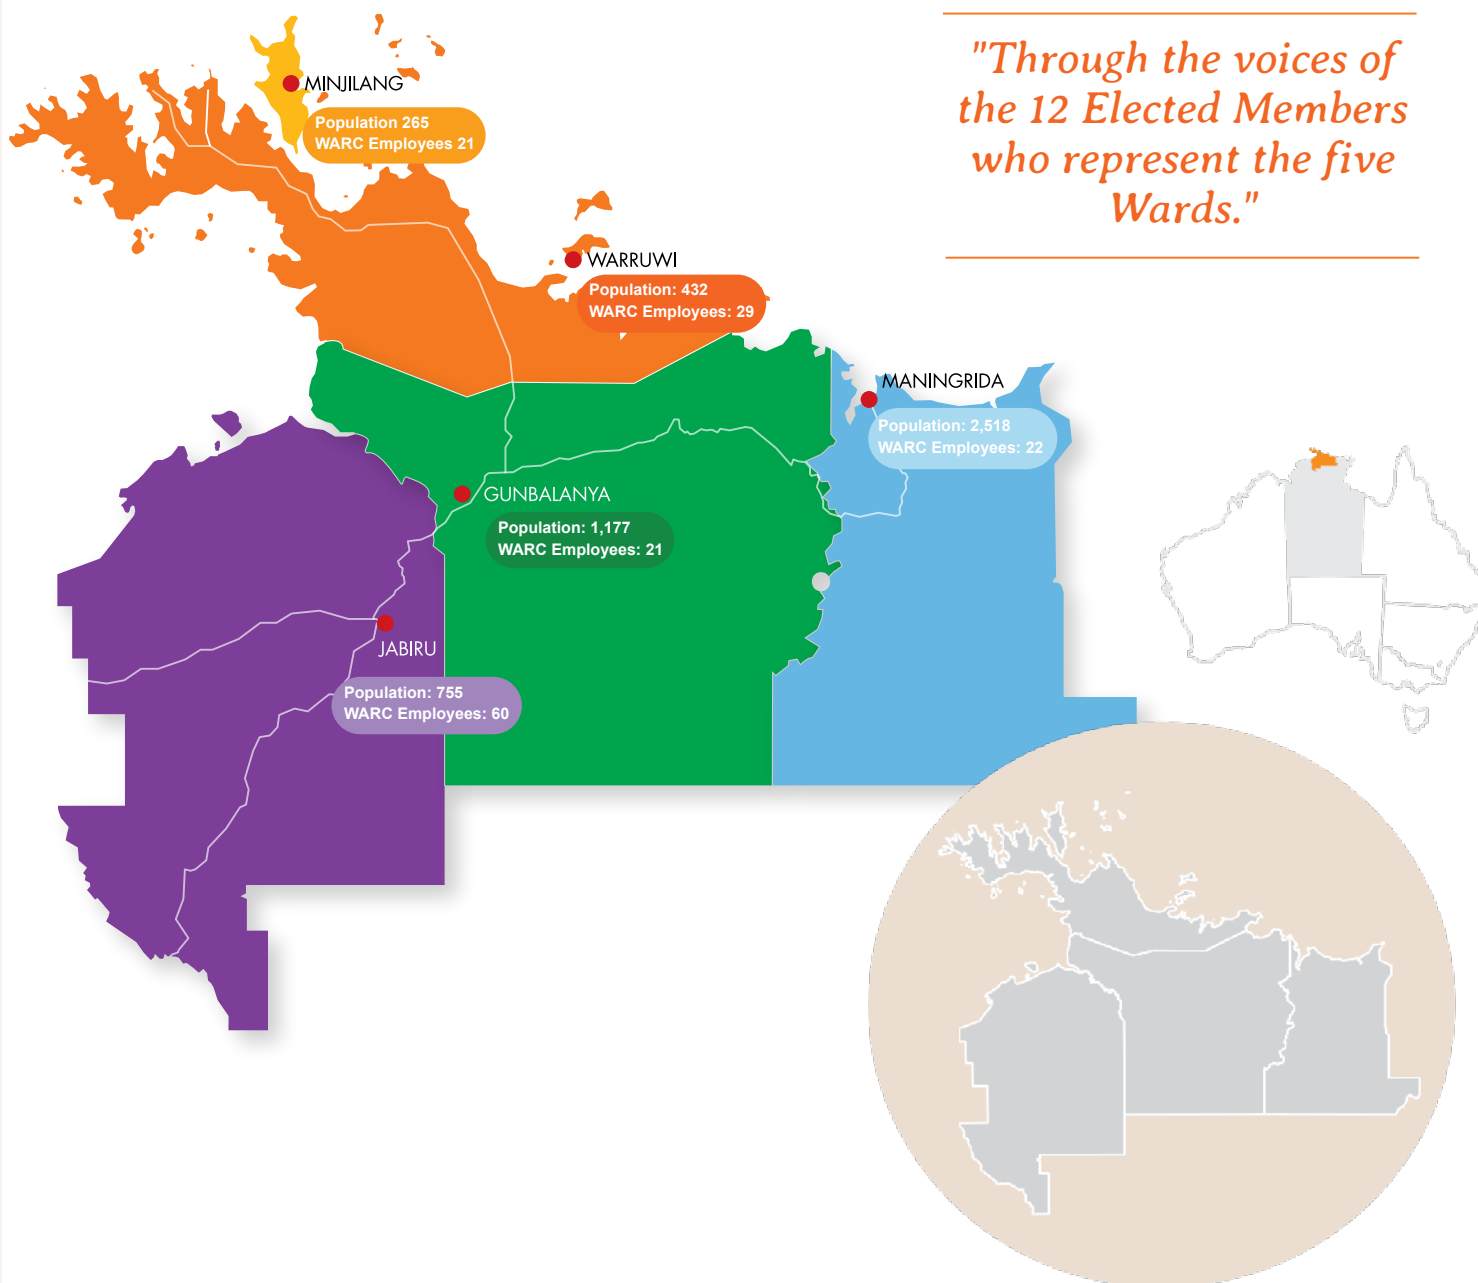 "Through the voices of
the 12 Elected Members
who represent the five
Wards."
MINJILANG
Population 265
WARC Employees 21
WARRUWI
Population: 432
WARC Employees: 29
MANINGRIDA
Population: 2,518
WARC Employees: 22
GUNBALANYA
Population: 1,177
WARC Employees: 21
JABIRU
Population: 755
WARC Employees: 60